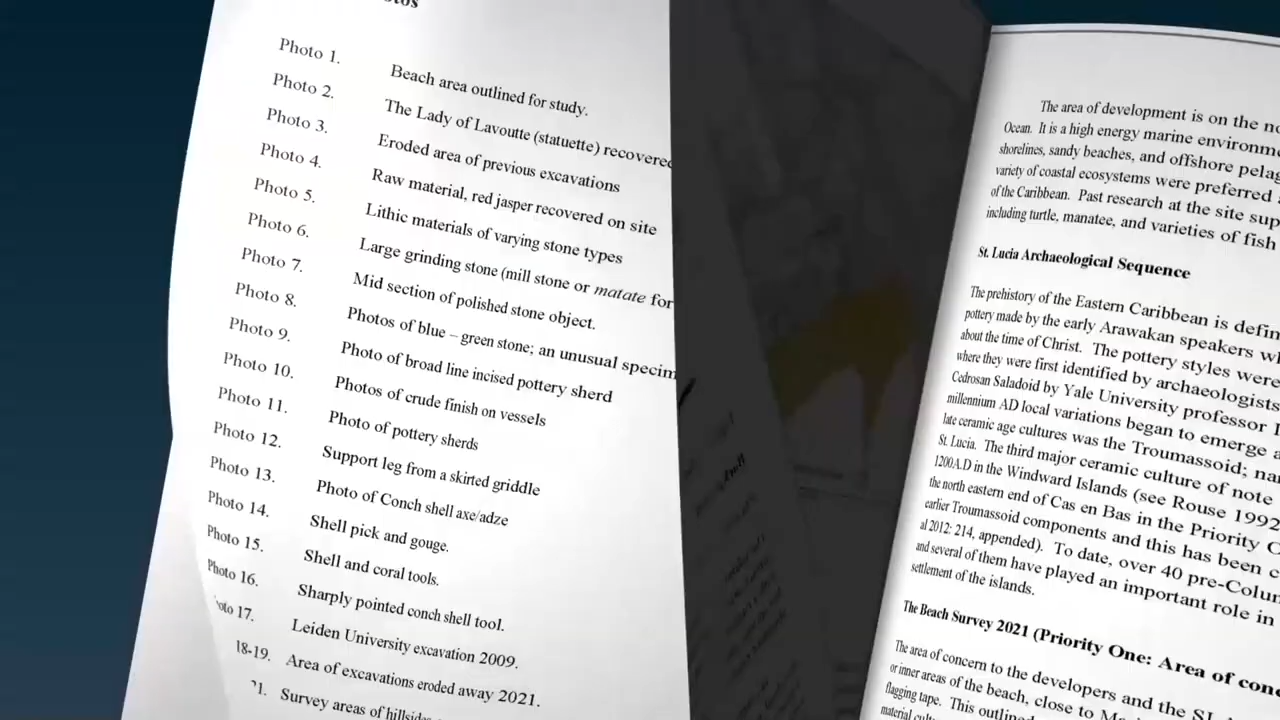 Photo 1. Beach area outlined for study.
Photo 2. The Lady of Lavoutte (statuette) recovered
Photo 3. Eroded area of previous excavations
Photo 4. Raw material, red jasper recovered on site
Photo 5. Lithic materials of varying stone types
Photo 6. Large grinding stone (mill stone or matate for
Photo 7. Mid section of polished stone object.
Photo 8. Photos of blue – green stone; an unusual specim
Photo 9. Photo of broad line incised pottery sherd
Photo 10. Photos of crude finish on vessels
Photo 11. Photo of pottery sherds
Photo 12. Support leg from a skirted griddle
Photo 13. Photo of Conch shell axe/adze
Photo 14. Shell pick and gouge.
Photo 15. Shell and coral tools.
Photo 16. Sharply pointed conch shell tool.
oto 17. Leiden University excavation 2009.
18-19. Area of excavations eroded away 2021.
1. Survey areas of hillside
The area of development is on the no
Ocean. It is a high energy marine environme
shorelines, sandy beaches, and offshore pelag
variety of coastal ecosystems were preferred
of the Caribbean. Past research at the site sup
including turtle, manatee, and varieties of fish
St. Lucia Archaeological Sequence
The prehistory of the Eastern Caribbean is defin
pottery made by the early Arawakan speakers wh
about the time of Christ. The pottery styles were
where they were first identified by archaeologists
Cedrosan Saladoid by Yale University professor I
millennium AD local variations began to emerge a
late ceramic age cultures was the Troumassoid; nam
St. Lucia. The third major ceramic culture of note
1200A.D in the Windward Islands (see Rouse 1992
the north eastern end of Cas en Bas in the Priority O
earlier Troumassoid components and this has been c
al 2012: 214, appended). To date, over 40 pre-Colum
and several of them have played an important role in
settlement of the islands.
The Beach Survey 2021 (Priority One: Area of conc
The area of concern to the developers and the SL
or inner areas of the beach, close to
flagging tape. This outlined
material